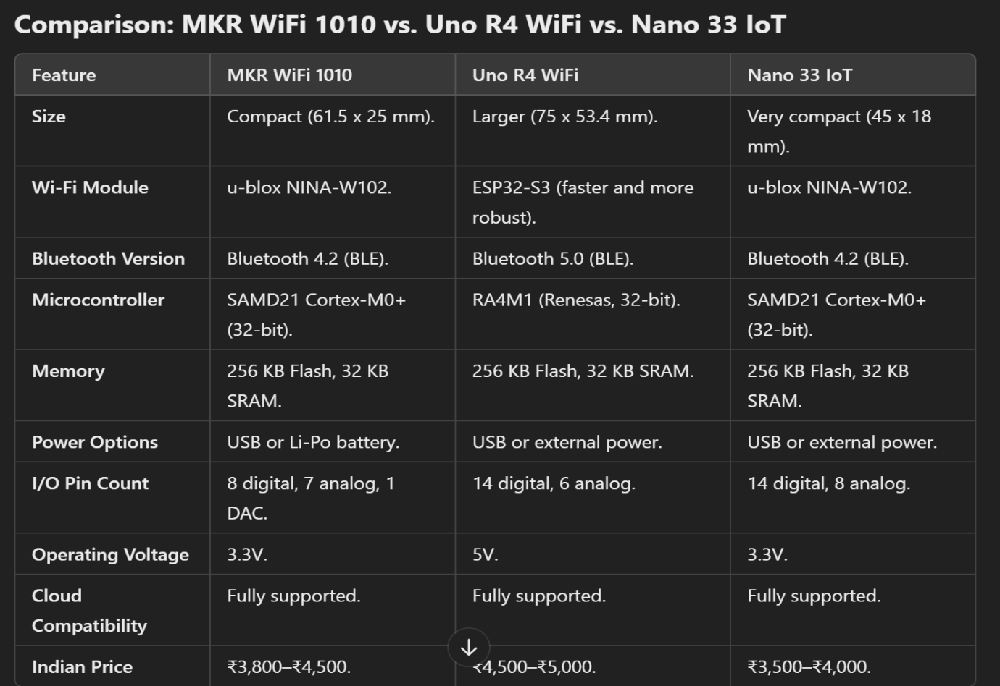 Comparison: MKR WiFi 1010 vs. Uno R4 WiFi vs. Nano 33 IoT
Feature MKR WiFi 1010 Uno R4 WiFi Nano 33 IoT
Size Compact (61.5 x 25 mm). Larger (75 x 53.4 mm). Very compact (45 x 18
mm).
Wi-Fi Module u-blox NINA-W102. ESP32-S3 (faster and more u-blox NINA-W102.
robust).
Bluetooth Version Bluetooth 4.2 (BLE). Bluetooth 5.0 (BLE). Bluetooth 4.2 (BLE).
Microcontroller SAMD21 Cortex-M0+ RA4M1 (Renesas, 32-bit). SAMD21 Cortex-M0+
(32-bit). (32-bit).
Memory 256 KB Flash, 32 KB 256 KB Flash, 32 KB SRAM. 256 KB Flash, 32 KB
SRAM. SRAM.
Power Options USB or Li-Po battery. USB or external power. USB or external power.
I/O Pin Count 8 digital, 7 analog, 1 14 digital, 6 analog. 14 digital, 8 analog.
DAC.
Operating Voltage 3.3V. 5V. 3.3V.
Cloud Fully supported. Fully supported. Fully supported.
Compatibility
Indian Price ₹3,800–₹4,500. ₹4,500–₹5,000. ₹3,500–₹4,000.